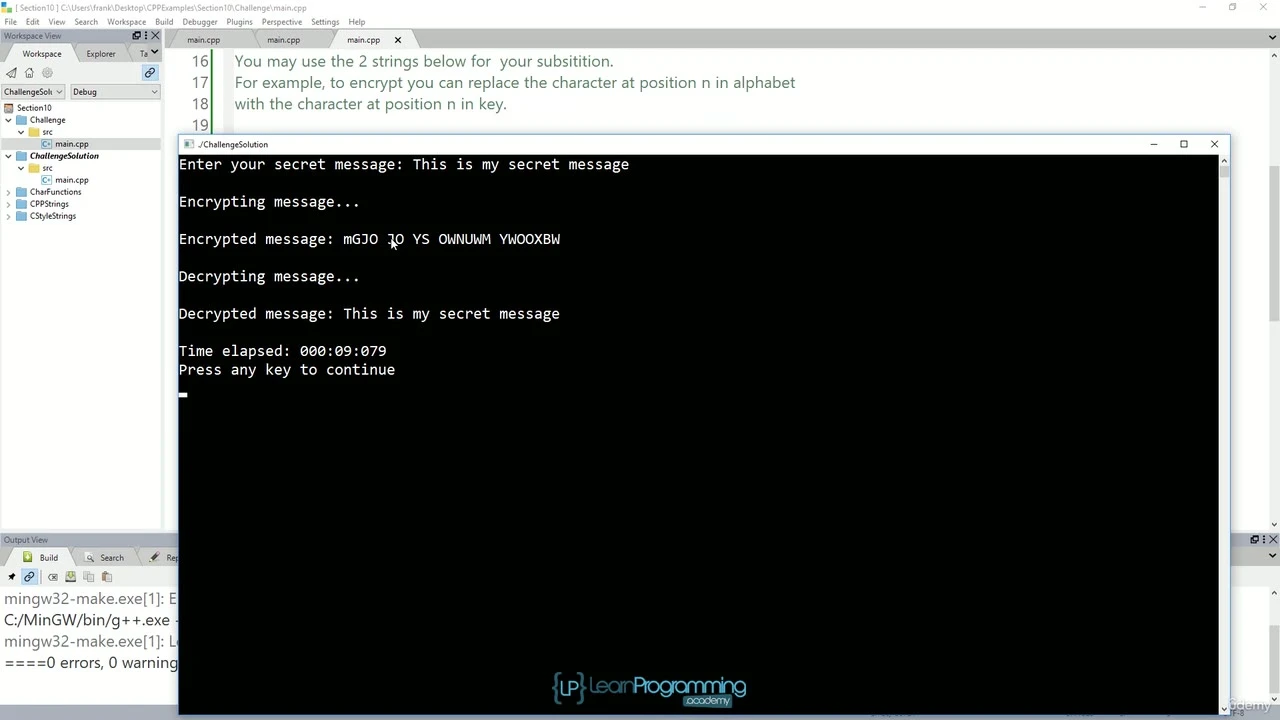 [ Section10 ] C:\Users\frank\Desktop\CPPExamples\Section10\Challenge\main.cpp
File Edit View Search Workspace Build Debugger Plugins Perspective Settings Help
Workspace View
main.cpp main.cpp main.cpp
Workspace Explorer Ta
ChallengeSolu Debug
Section10
Challenge
src
main.cpp
ChallengeSolution
src
main.cpp
CharFunctions
CPPStrings
CStyleStrings
16 You may use the 2 strings below for your subsitition.
17 For example, to encrypt you can replace the character at position n in alphabet
18 with the character at position n in key.
19
./ChallengeSolution
Enter your secret message: This is my secret message
Encrypting message...
Encrypted message: mGJO JO YS OWNUWM YWOOXBW
Decrypting message...
Decrypted message: This is my secret message
Time elapsed: 000:09:079
Press any key to continue
Output View
Build Search Rep
mingw32-make.exe[1]: E
C:/MinGW/bin/g++.exe -
mingw32-make.exe[1]: L
====0 errors, 0 warning
{LP} LearnProgramming
.academy